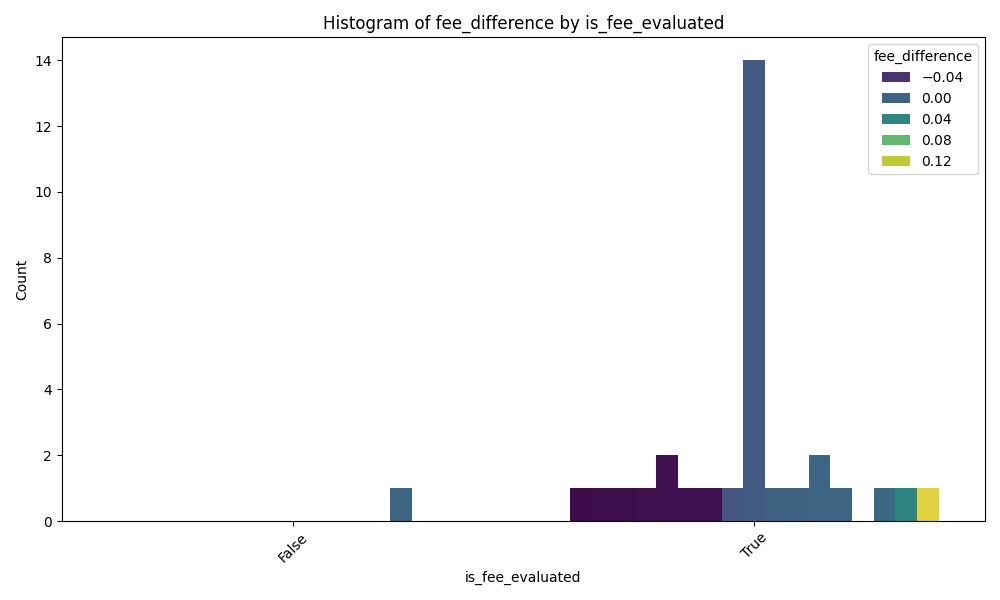 Histogram of fee_difference by is_fee_evaluated
fee_difference
−0.04
0.00
0.04
0.08
0.12
14
12
10
8
6
4
2
0
Count
False
True
is_fee_evaluated